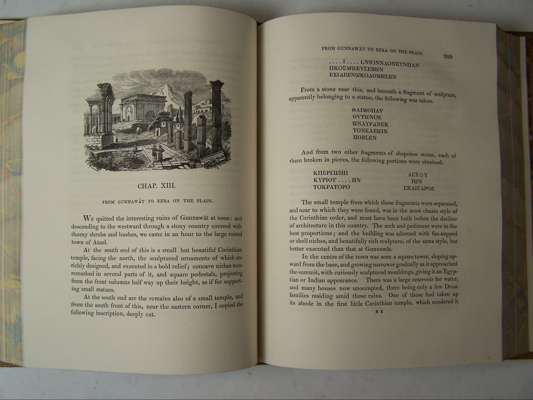 CHAP. XIII.
FROM GUNNAWÁT TO EZRA ON THE PLAIN.
We quitted the interesting ruins of Gunnawát at noon: and
descending to the westward through a stony country covered with
thorny shrubs and bushes, we came in an hour to the large
town of Ateel.
At the south end of this is a small but beautiful Corinthian
temple, facing the north, the sculptured ornaments of which are
richly designed, and executed in a bold relief; concave niches
remarked in several parts of it, and square pedestals, projecting
from the front columns half way up their height, as if for support-
ing small statues.
At the south end are the remains also of a small temple, and
from the south front of this, near the eastern corner, I copied the
following inscription, deeply cut.
FROM GUNNAWÁT TO EZRA ON THE PLAIN.
From a stone near this, and beneath a fragment of sculpture,
apparently belonging to a statue, the following was taken.
And from two other fragments of shapeless stone, each of
them broken in pieces, the following portions were obtained.
ΚΥΡΙΟΥ .... ΗΝ
ΤΟΚΡΑΤΟΡΟ
The small temple from which these fragments were separated,
and near to which they were found, was in the most chaste style of
the Corinthian order, and must have been built before the decline
of architecture in this country. The arch and pediment were in the
best proportions; and the building was adorned with fan-topped
or shell niches, and beautifully rich sculpture, of the same style, but
better executed than that at Gunnawát.
In the centre of the town was seen a square tower, sloping up-
ward from the base, and growing narrower gradually as it approached
the summit, with curiously sculptured mouldings, giving it an Egyp-
tian or Indian appearance. There was a large reservoir for water,
and many houses now unoccupied, there being only a few Druse
families residing amid these ruins. One of these had taken up
its abode in the first little Corinthian temple, which rendered it